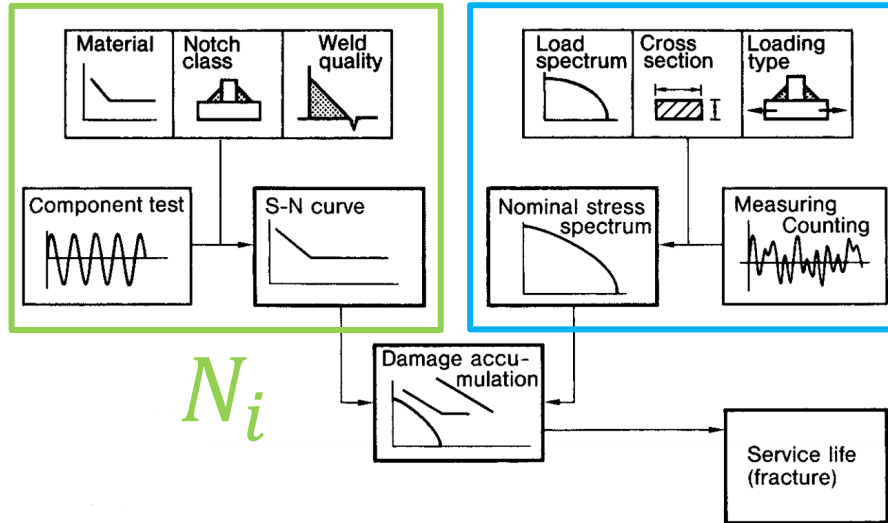 Material
Notch
class
Weld
quality
Load
spectrum
Cross
section
Loading
type
Component test
S-N curve
Nominal stress
spectrum
Measuring
Counting
N_i
Damage accu-
mulation
Service life
(fracture)